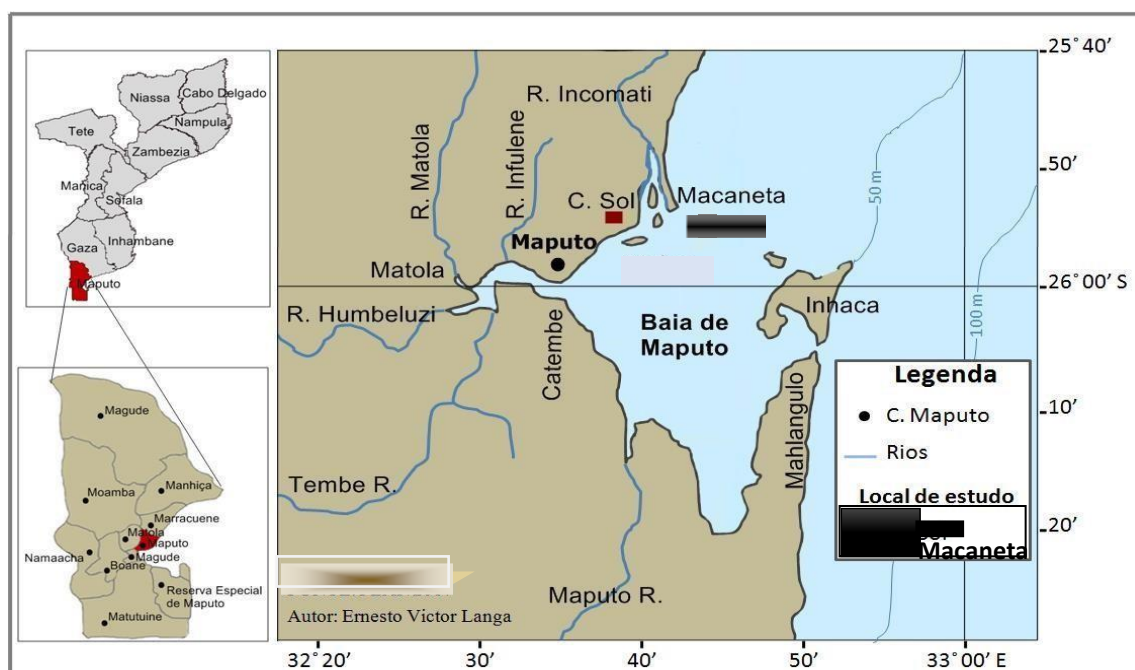 Niassa
Cabo Delgado
Tete
Nampula
Zambezia
Manica
Sofala
Gaza
Inhambane
Maputo
Magude
Moamba
Manhiça
Marracuene
Matola
Maputo
Magude
Namaacha
Boane
Reserva Especial
de Maputo
Matutuine
R. Incomati
R. Matola
R. Infulene
C. Sol
Macaneta
Maputo
Matola
R. Humbeluzi
Catembe
Baia de
Maputo
Inhaca
Mahlangulo
Tembe R.
Maputo R.
50 m
100 m
Autor: Ernesto Victor Langa
Legenda
C. Maputo
Rios
Local de estudo
Macaneta
25˚40'
50'
26˚00' S
10'
20'
32˚20'
30'
40'
50'
33˚00' E